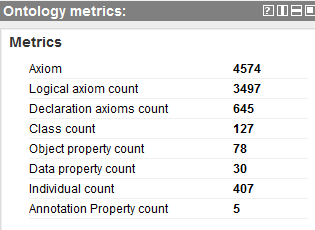 Ontology metrics:
Metrics
Axiom 4574
Logical axiom count 3497
Declaration axioms count 645
Class count 127
Object property count 78
Data property count 30
Individual count 407
Annotation Property count 5